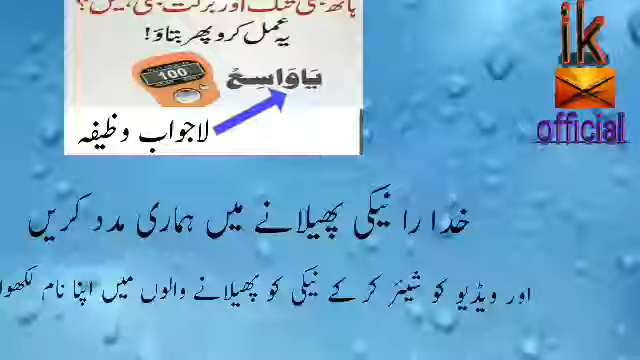 ہاتھ بھی تنگ اور برکت بھی نہیں؟
یہ عمل کرو پھر بتاؤ!
100
یَاوَاسِعُ
لاجواب وظیفہ
ik
official
خدا را نیکی پھیلانے میں ہماری مدد کریں
اور ویڈیو کو شیئر کر کے نیکی کو پھیلانے والوں میں اپنا نام لکھوا